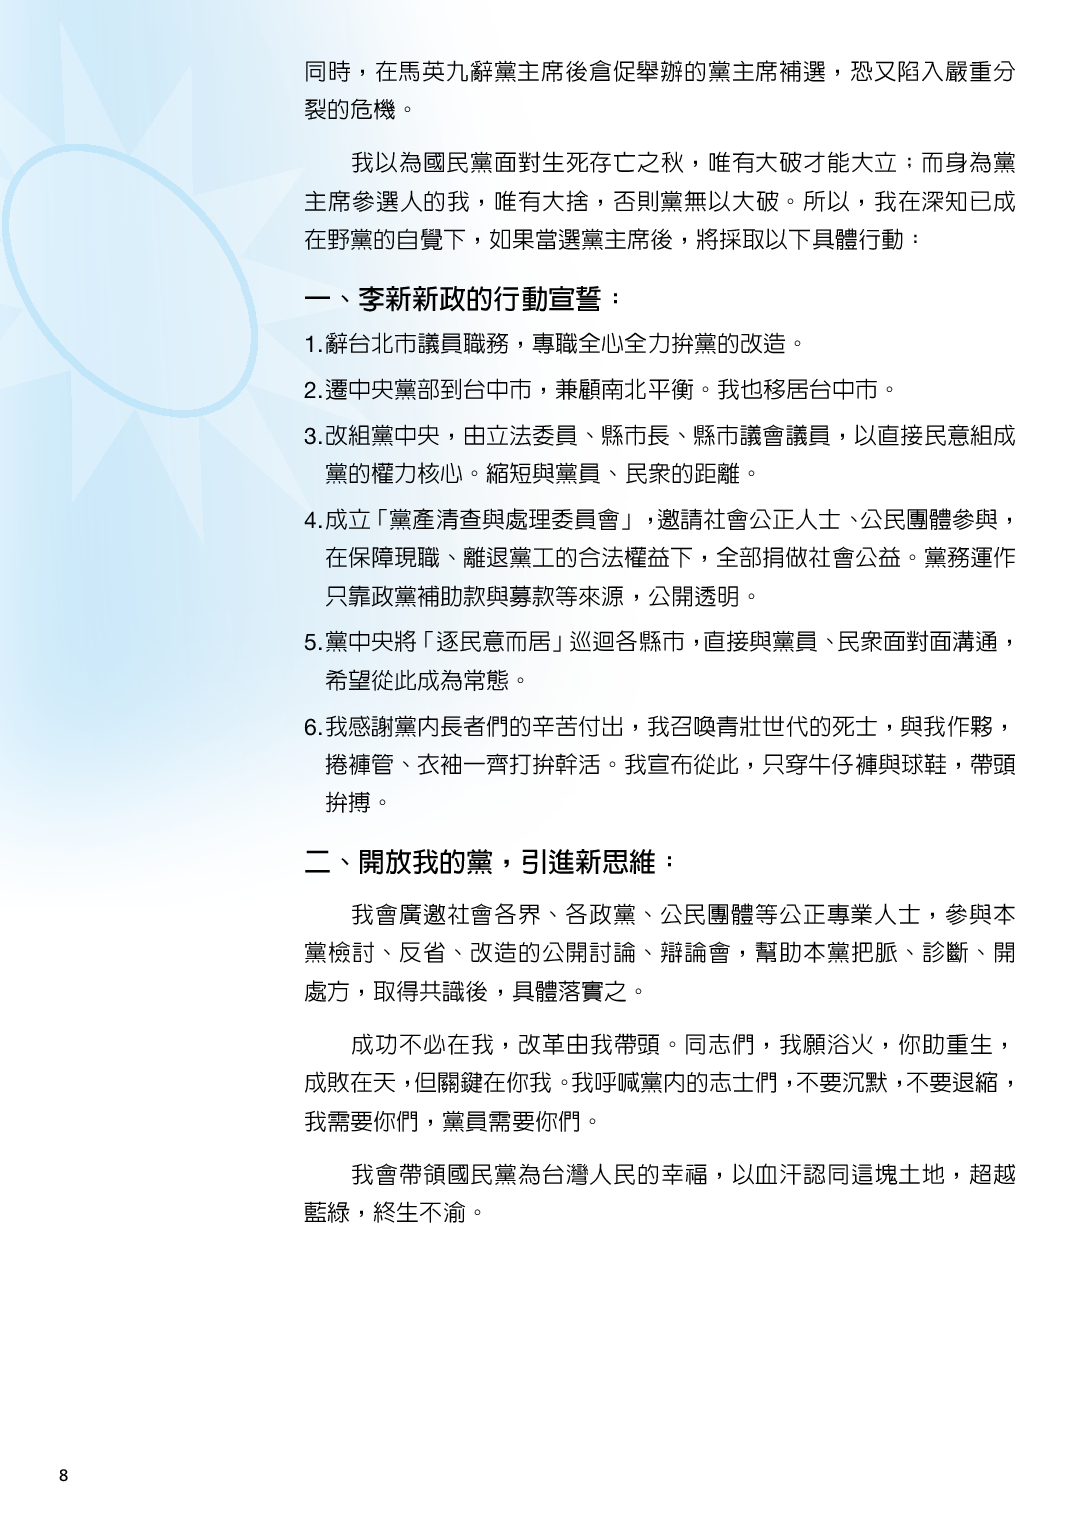 同時，在馬英九辭黨主席後倉促舉辦的黨主席補選，恐又陷入嚴重分
裂的危機。
我以為國民黨面對生死存亡之秋，唯有大破才能大立；而身為黨
主席參選人的我，唯有大捨，否則黨無以大破。所以，我在深知已成
在野黨的自覺下，如果當選黨主席後，將採取以下具體行動：
一、李新新政的行動宣誓：
1.辭台北市議員職務，專職全心全力拚黨的改造。
2.遷中央黨部到台中市，兼顧南北平衡。我也移居台中市。
3.改組黨中央，由立法委員、縣市長、縣市議會議員，以直接民意組成
黨的權力核心。縮短與黨員、民眾的距離。
4.成立「黨產清查與處理委員會」，邀請社會公正人士、公民團體參與，
在保障現職、離退黨工的合法權益下，全部捐做社會公益。黨務運作
只靠政黨補助款與募款等來源，公開透明。
5.黨中央將「逐民意而居」巡迴各縣市，直接與黨員、民眾面對面溝通，
希望從此成為常態。
6.我感謝黨內長者們的辛苦付出，我召喚青壯世代的死士，與我作夥，
捲褲管、衣袖一齊打拚幹活。我宣布從此，只穿牛仔褲與球鞋，帶頭
拚搏。
二、開放我的黨，引進新思維：
我會廣邀社會各界、各政黨、公民團體等公正專業人士，參與本
黨檢討、反省、改造的公開討論、辯論會，幫助本黨把脈、診斷、開
處方，取得共識後，具體落實之。
成功不必在我，改革由我帶頭。同志們，我願浴火，你助重生，
成敗在天，但關鍵在你我。我呼喊黨內的志士們，不要沉默，不要退縮，
我需要你們，黨員需要你們。
我會帶領國民黨為台灣人民的幸福，以血汗認同這塊土地，超越
藍綠，終生不渝。
8